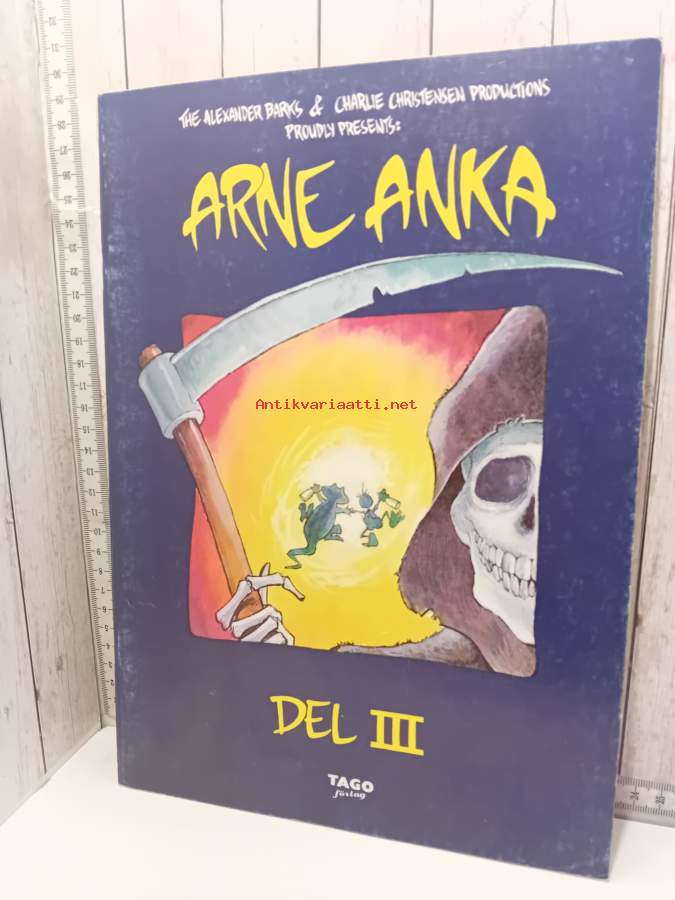 THE ALEXANDER BARKS & CHARLIE CHRISTENSEN PRODUCTIONS
PROUDLY PRESENTS:
ARNE ANKA
Antikvariaatti.net
DEL III
TAGO
förlag